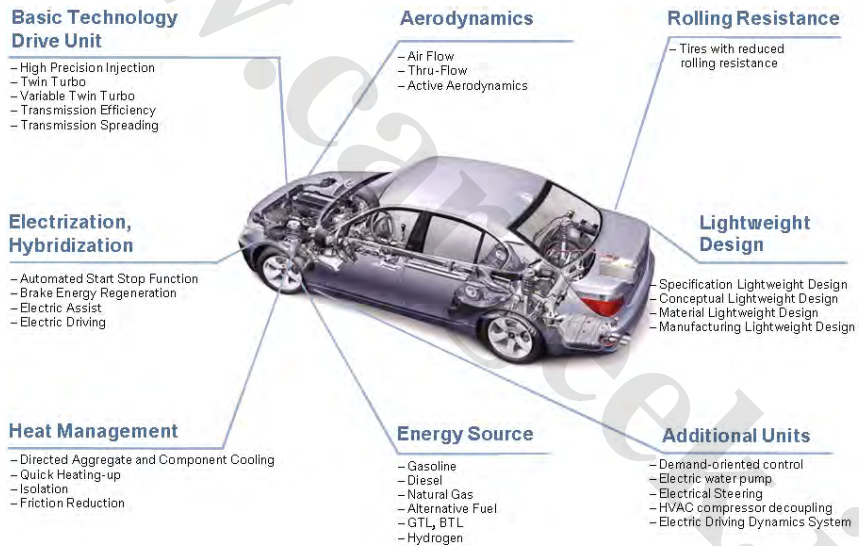 Basic Technology
Drive Unit
– High Precision Injection
– Twin Turbo
– Variable Twin Turbo
– Transmission Efficiency
– Transmission Spreading
Aerodynamics
– Air Flow
– Thru-Flow
– Active Aerodynamics
Rolling Resistance
– Tires with reduced
rolling resistance
Electrization,
Hybridization
– Automated Start Stop Function
– Brake Energy Regeneration
– Electric Assist
– Electric Driving
Lightweight
Design
– Specification Lightweight Design
– Conceptual Lightweight Design
– Material Lightweight Design
– Manufacturing Lightweight Design
Heat Management
– Directed Aggregate and Component Cooling
– Quick Heating-up
– Isolation
– Friction Reduction
Energy Source
– Gasoline
– Diesel
– Natural Gas
– Alternative Fuel
– GTL, BTL
– Hydrogen
Additional Units
– Demand-oriented control
– Electric water pump
– Electrical Steering
– HVAC compressor decoupling
– Electric Driving Dynamics System